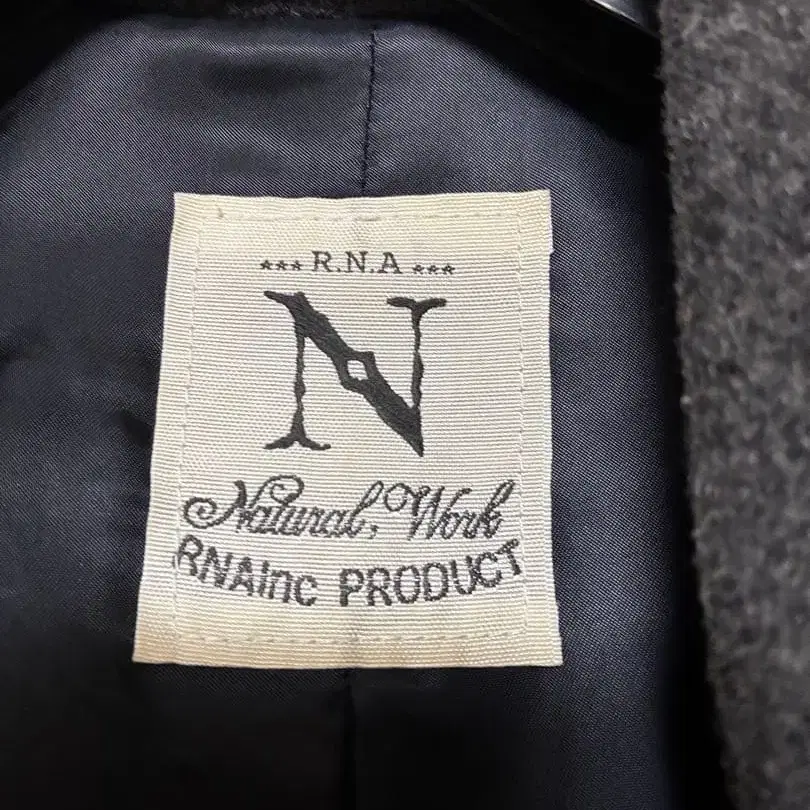 *** R.N.A ***
N
Natural, Work
RNAInc PRODUCT